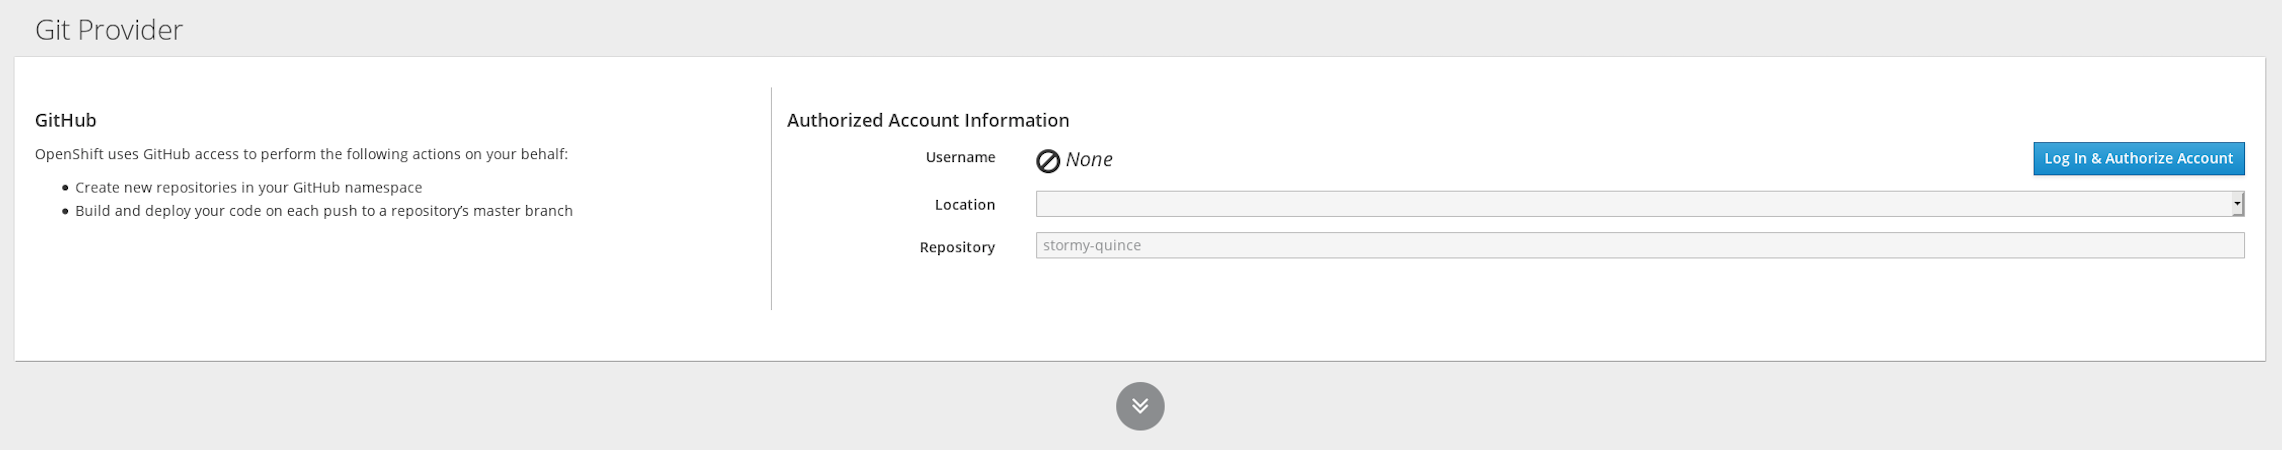 Git Provider
GitHub
OpenShift uses GitHub access to perform the following actions on your behalf:
• Create new repositories in your GitHub namespace
• Build and deploy your code on each push to a repository’s master branch
Authorized Account Information
Username None
Log In & Authorize Account
Location
Repository stormy-quince